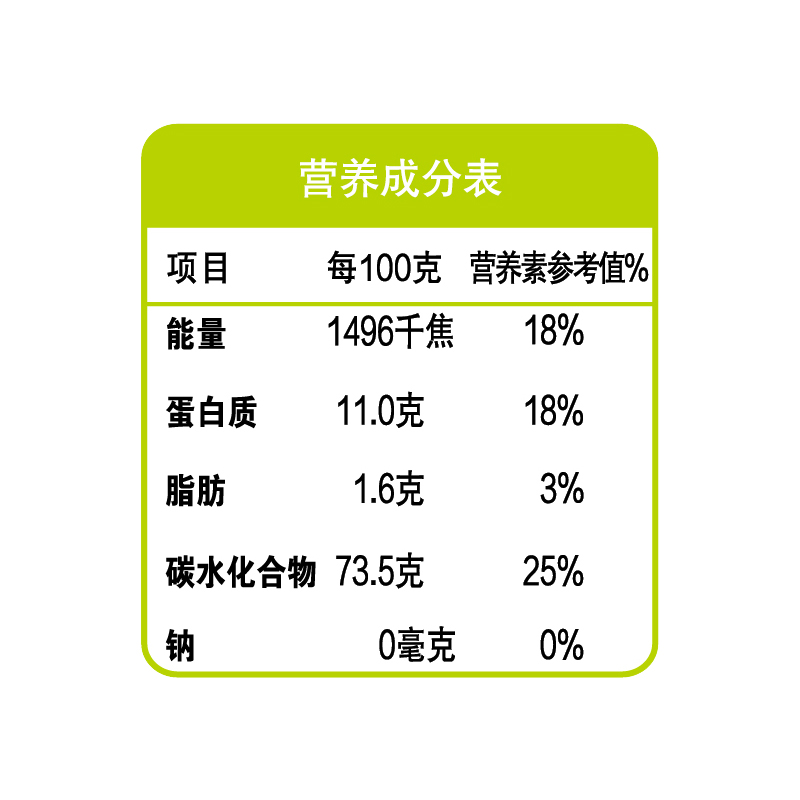 营养成分表
项目 每100克 营养素参考值%
能量 1496千焦 18%
蛋白质 11.0克 18%
脂肪 1.6克 3%
碳水化合物 73.5克 25%
钠 0毫克 0%